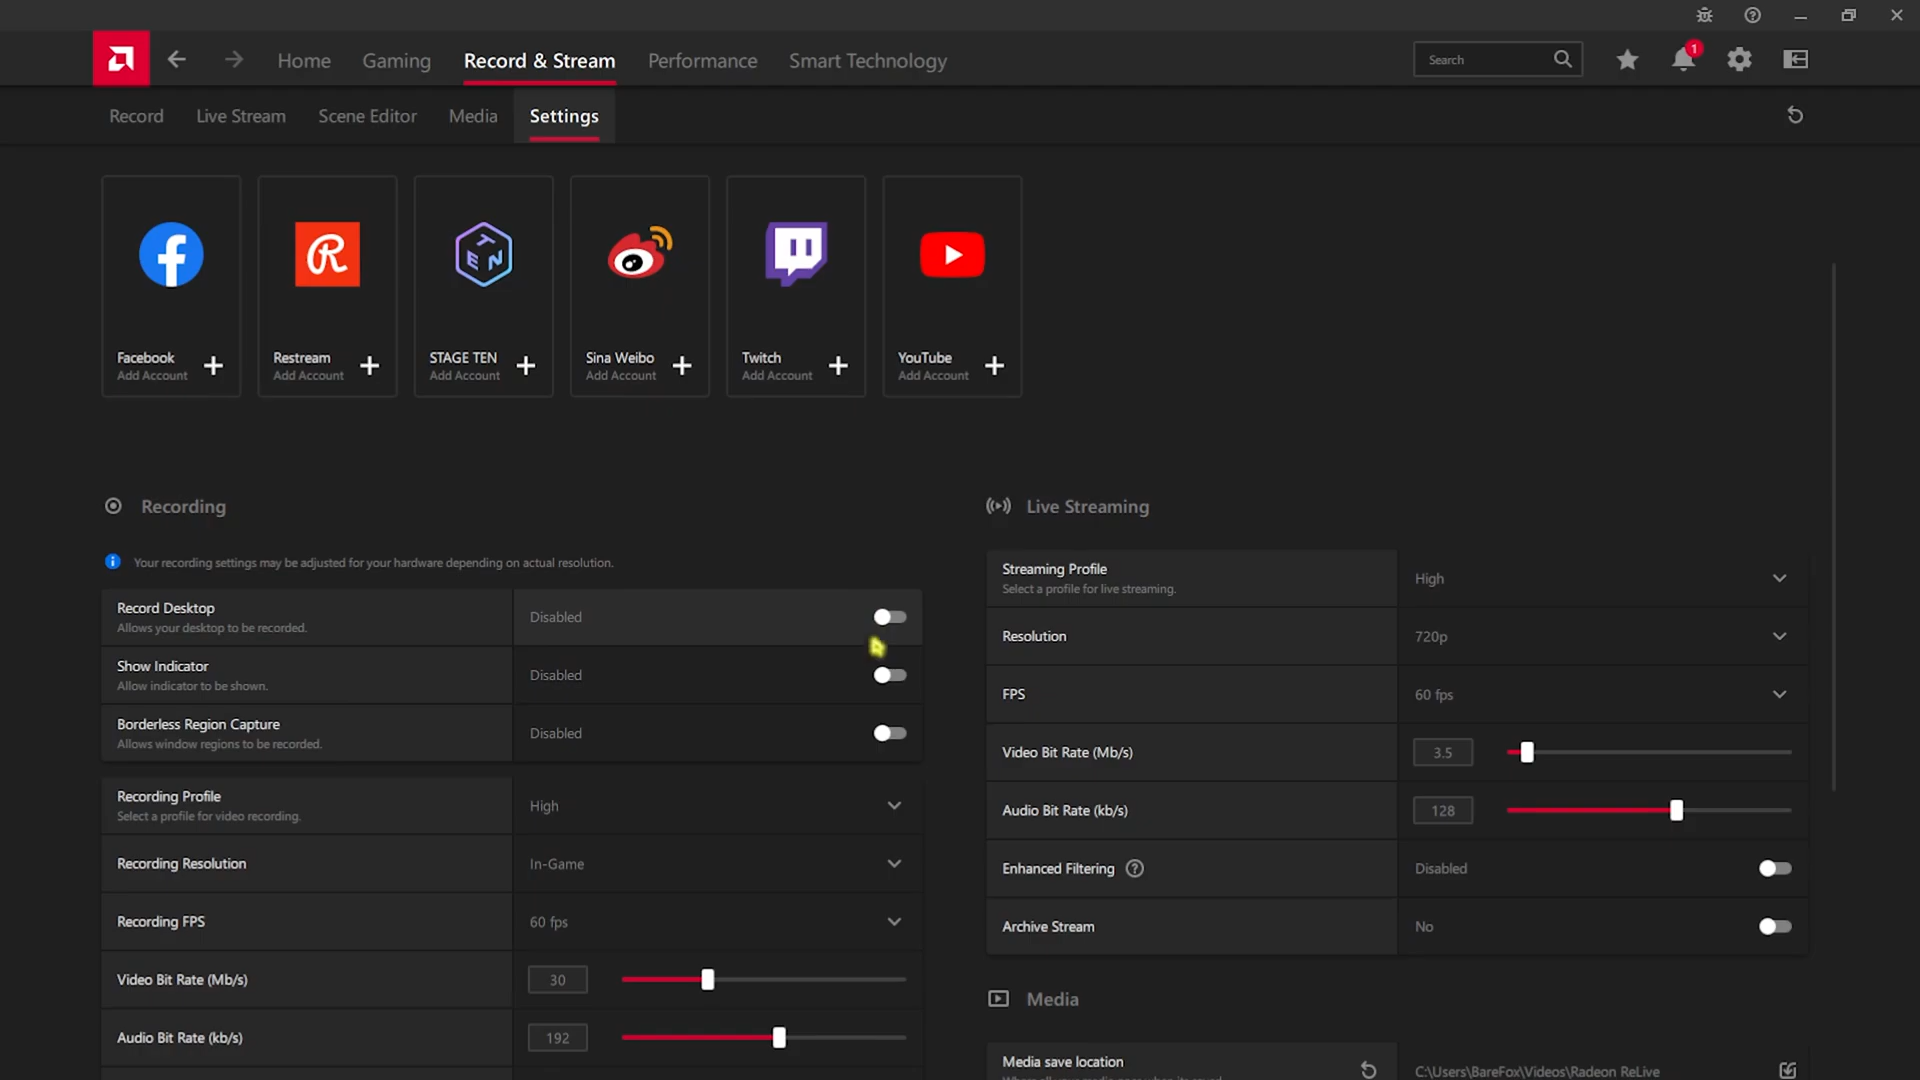 1
Home
Gaming
Record & Stream
Performance
Smart Technology
Search
Record
Live Stream
Scene Editor
Media
Settings
T
EN
Facebook
Add Account
Restream
Add Account
STAGE TEN
Add Account
Sina Weibo
Add Account
Twitch
Add Account
YouTube
Add Account
Recording
Your recording settings may be adjusted for your hardware depending on actual resolution.
Record Desktop
Allows your desktop to be recorded.
Disabled
Show Indicator
Allow indicator to be shown.
Disabled
Borderless Region Capture
Allows window regions to be recorded.
Disabled
Recording Profile
Select a profile for video recording.
High
Recording Resolution
In-Game
Recording FPS
60 fps
Video Bit Rate (Mb/s)
30
Audio Bit Rate (kb/s)
192
Live Streaming
Streaming Profile
Select a profile for live streaming.
High
Resolution
720p
FPS
60 fps
Video Bit Rate (Mb/s)
3.5
Audio Bit Rate (kb/s)
128
Enhanced Filtering
Disabled
Archive Stream
No
Media
Media save location
C:\Users\BareFox\Videos\Radeon ReLive